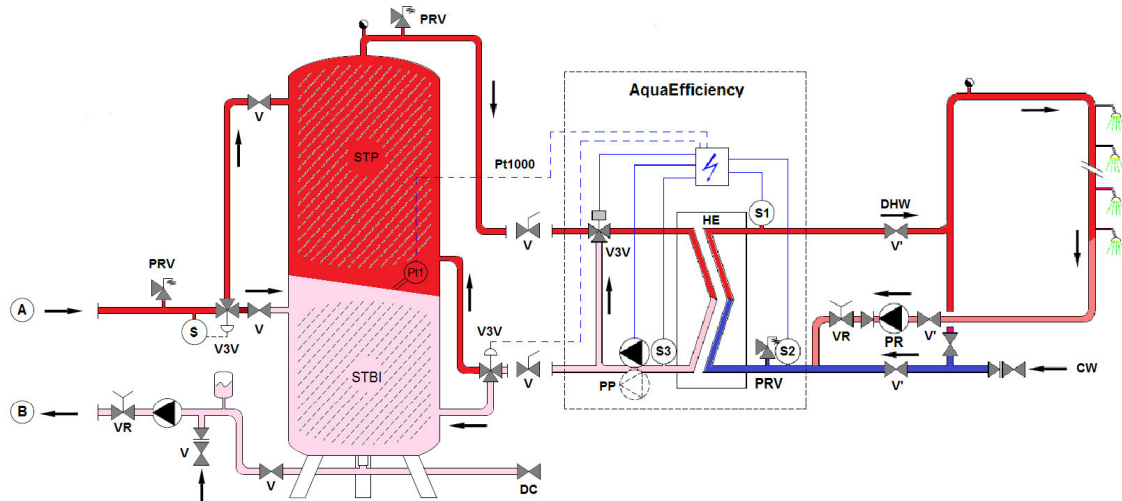 PRV
AquaEfficiency
V
STP
Pt1000
S1
HE
DHW
V
V3V
V'
Pt1
PRV
A
S
V3V
V
V3V
VR
PR
V'
STBI
V
S3
S2
PP
PRV
V'
CW
B
VR
V
V
DC